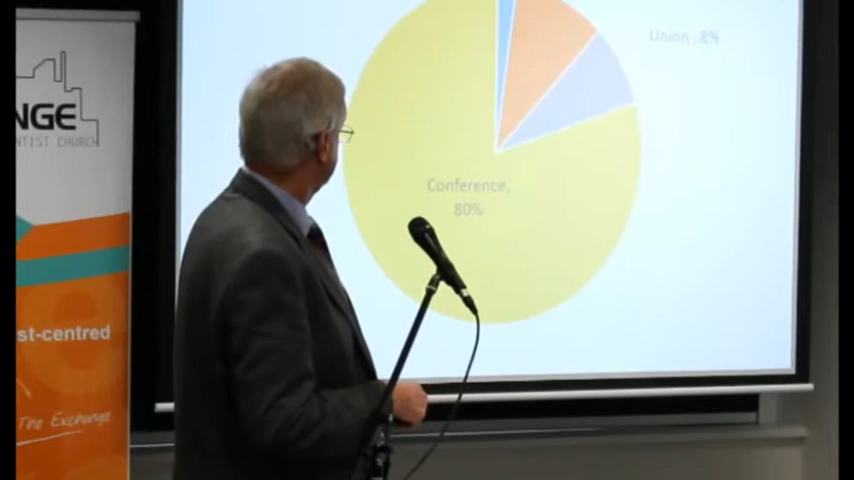 NGE
NTIST CHURCH
st-centred
The Exchange
Union , 8%
Conference,
80%